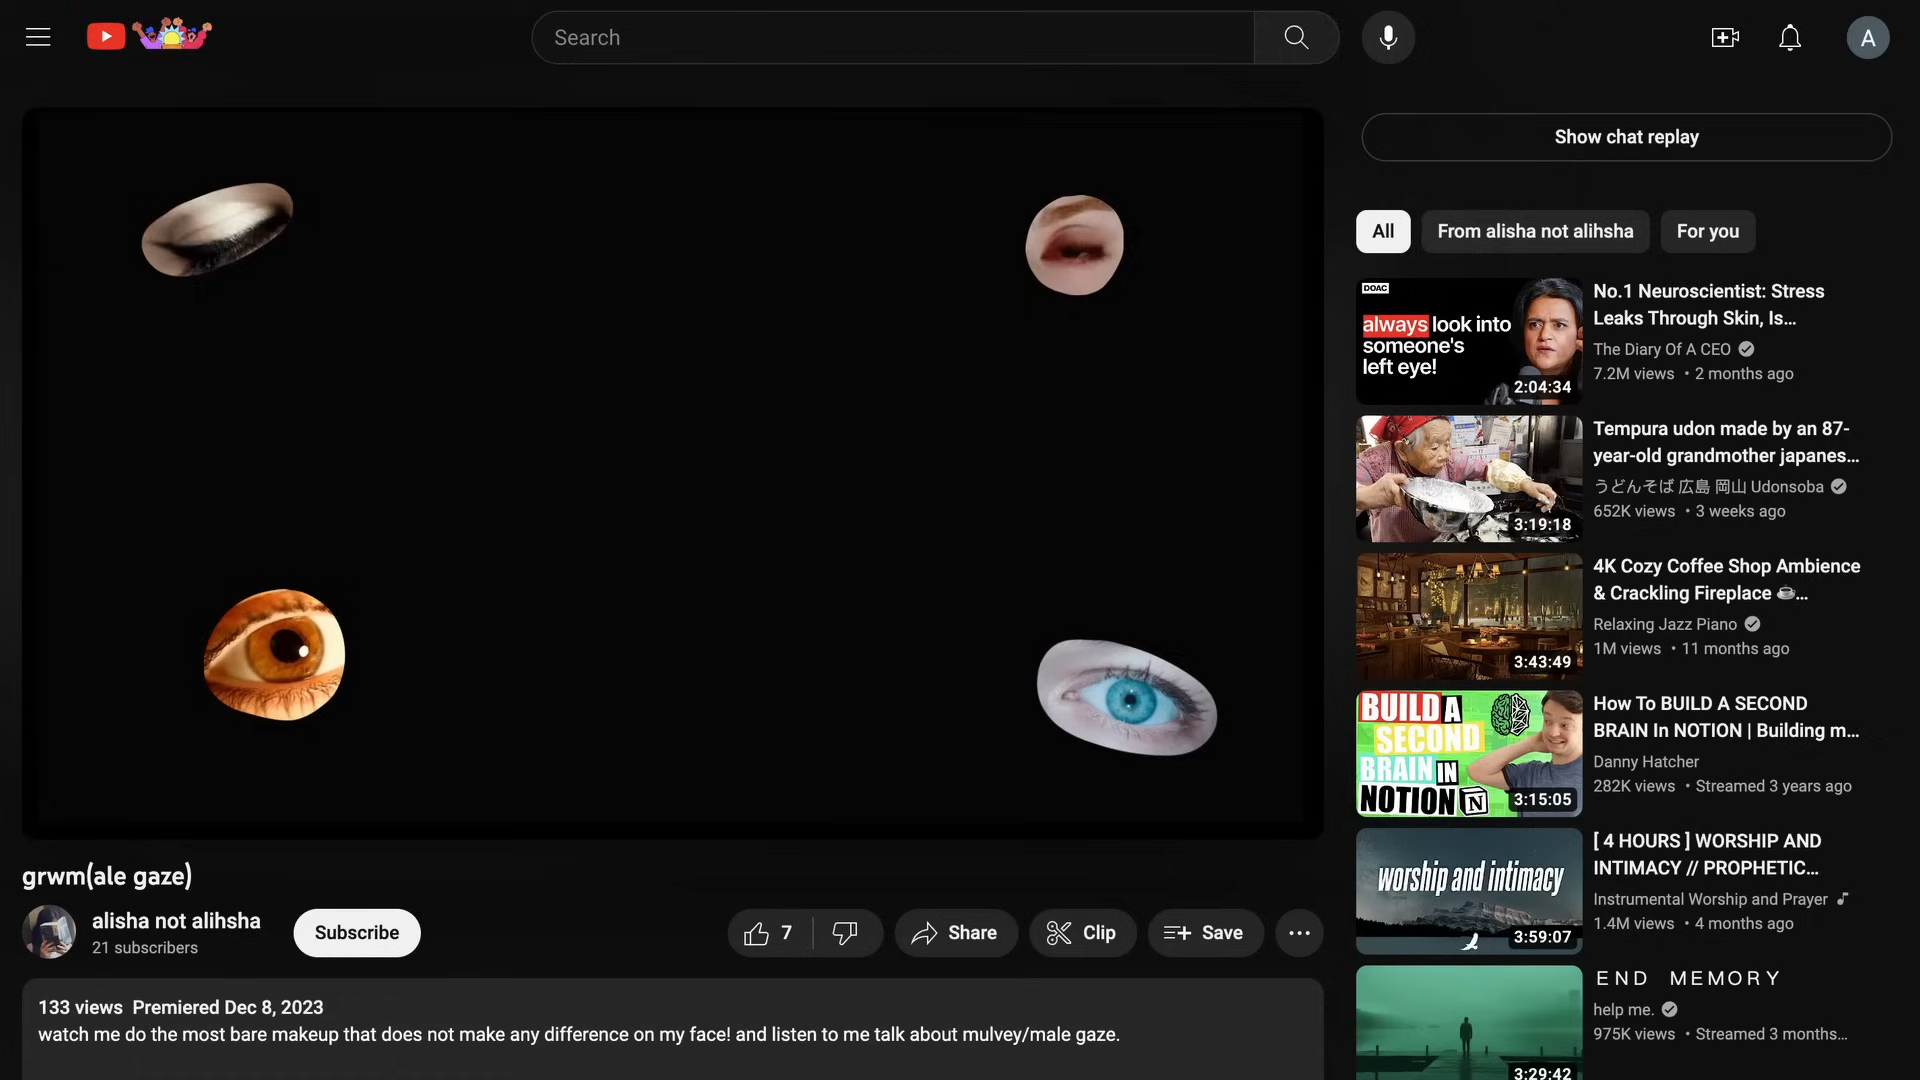 Search
A
Show chat replay
All
From alisha not alihsha
For you
DOAC
always look into
someone's
left eye!
2:04:34
No.1 Neuroscientist: Stress
Leaks Through Skin, Is...
The Diary Of A CEO
7.2M views • 2 months ago
3:19:18
Tempura udon made by an 87-
year-old grandmother japanes...
うどんそば 広島 岡山 Udonsoba
652K views • 3 weeks ago
3:43:49
4K Cozy Coffee Shop Ambience
& Crackling Fireplace ☕...
Relaxing Jazz Piano
1M views • 11 months ago
BUILD A
SECOND
BRAIN IN
NOTION
3:15:05
How To BUILD A SECOND
BRAIN In NOTION | Building m...
Danny Hatcher
282K views • Streamed 3 years ago
worship and intimacy
3:59:07
[ 4 HOURS ] WORSHIP AND
INTIMACY // PROPHETIC...
Instrumental Worship and Prayer
1.4M views • 4 months ago
3:29:42
ＥＮＤ ＭＥＭＯＲＹ
help me.
975K views • Streamed 3 months...
grwm(ale gaze)
alisha not alihsha
21 subscribers
Subscribe
7
Share
Clip
Save
133 views Premiered Dec 8, 2023
watch me do the most bare makeup that does not make any difference on my face! and listen to me talk about mulvey/male gaze.